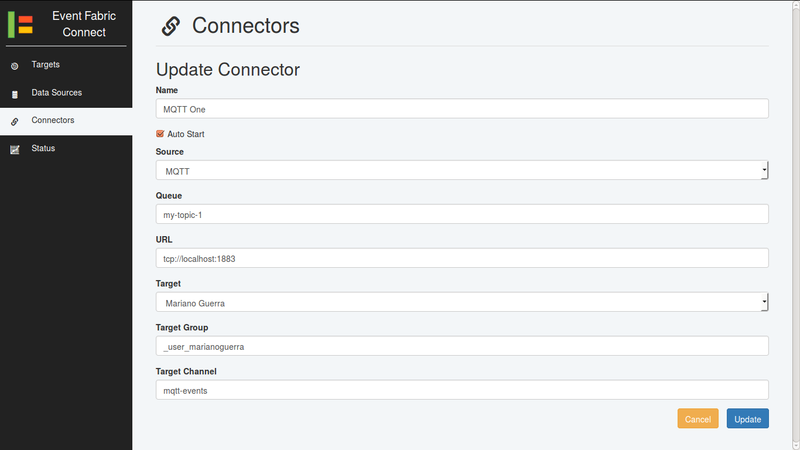 Event Fabric
Connect
Targets
Data Sources
Connectors
Status
Connectors
Update Connector
Name
MQTT One
Auto Start
Source
MQTT
Queue
my-topic-1
URL
tcp://localhost:1883
Target
Mariano Guerra
Target Group
_user_marianoguerra
Target Channel
mqtt-events
Cancel Update